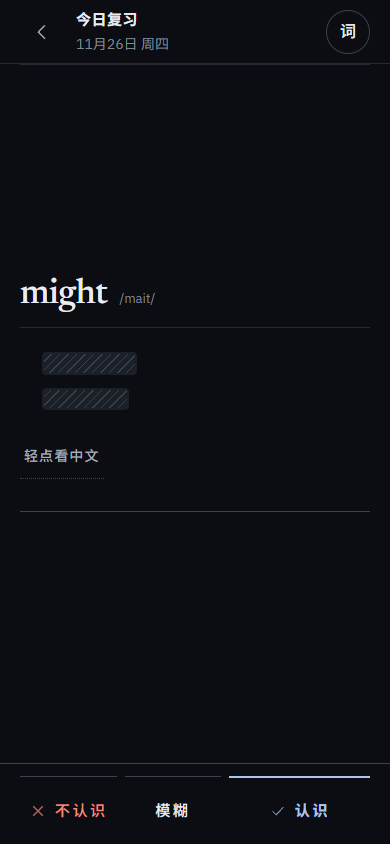 今日复习
11月26日 周四
词
might /mait/
轻点看中文
不认识
模糊
认识